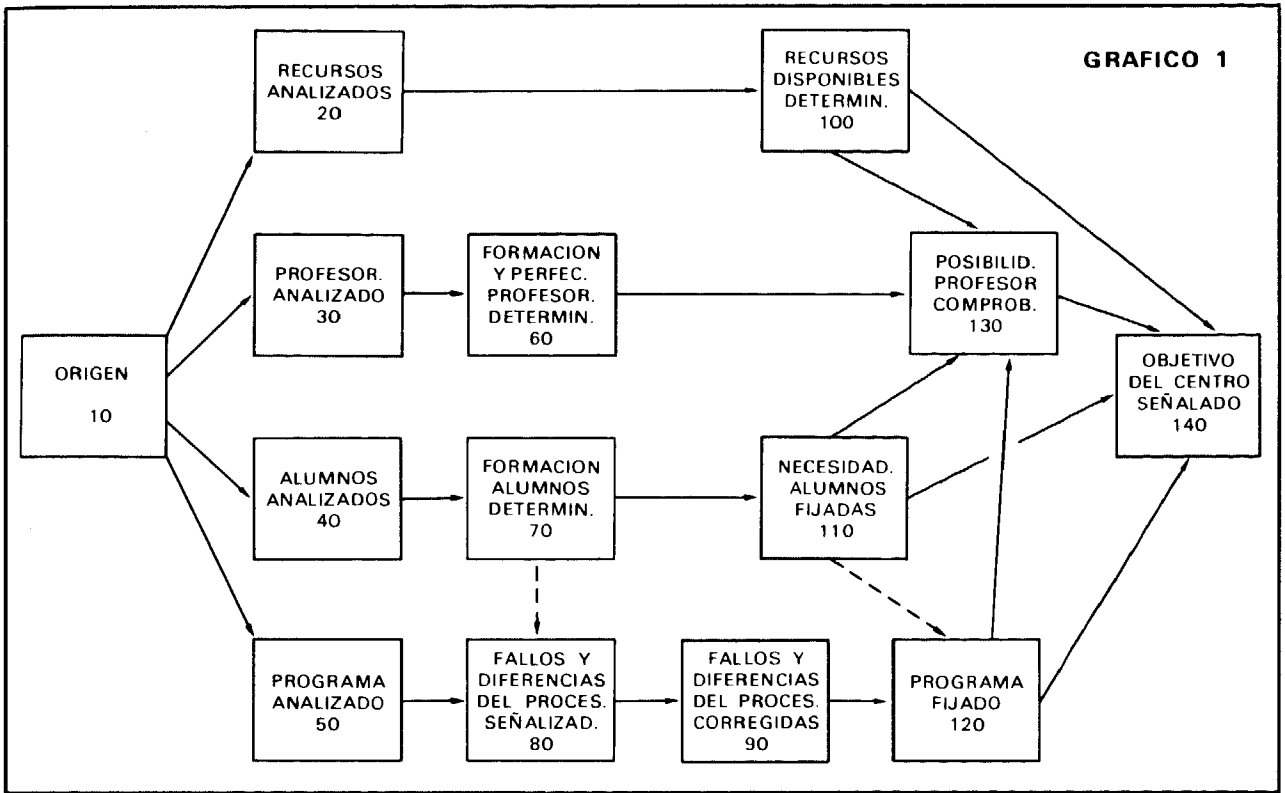 GRAFICO 1
RECURSOS
ANALIZADOS
20
RECURSOS
DISPONIBLES
DETERMIN.
100
PROFESOR.
ANALIZADO
30
FORMACION
Y PERFEC.
PROFESOR.
DETERMIN.
60
POSIBILID.
PROFESOR
COMPROB.
130
ORIGEN
10
OBJETIVO
DEL CENTRO
SEÑALADO
140
ALUMNOS
ANALIZADOS
40
FORMACION
ALUMNOS
DETERMIN.
70
NECESIDAD.
ALUMNOS
FIJADAS
110
PROGRAMA
ANALIZADO
50
FALLOS Y
DIFERENCIAS
DEL PROCES.
SEÑALIZAD.
80
FALLOS Y
DIFERENCIAS
DEL PROCES.
CORREGIDAS
90
PROGRAMA
FIJADO
120